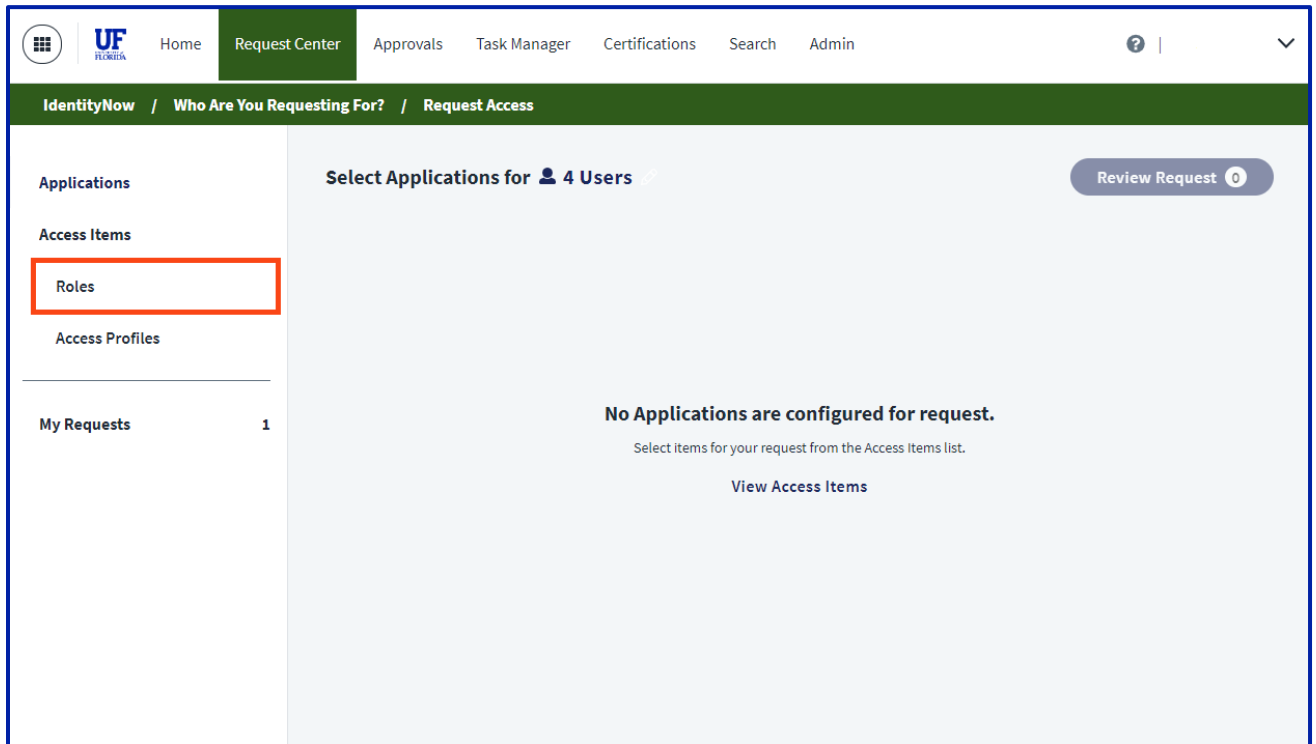 UF
UNIVERSITY of
FLORIDA
Home
Request Center
Approvals
Task Manager
Certifications
Search
Admin
IdentityNow / Who Are You Requesting For? / Request Access
Applications
Access Items
Roles
Access Profiles
My Requests 1
Select Applications for 4 Users
Review Request 0
No Applications are configured for request.
Select items for your request from the Access Items list.
View Access Items